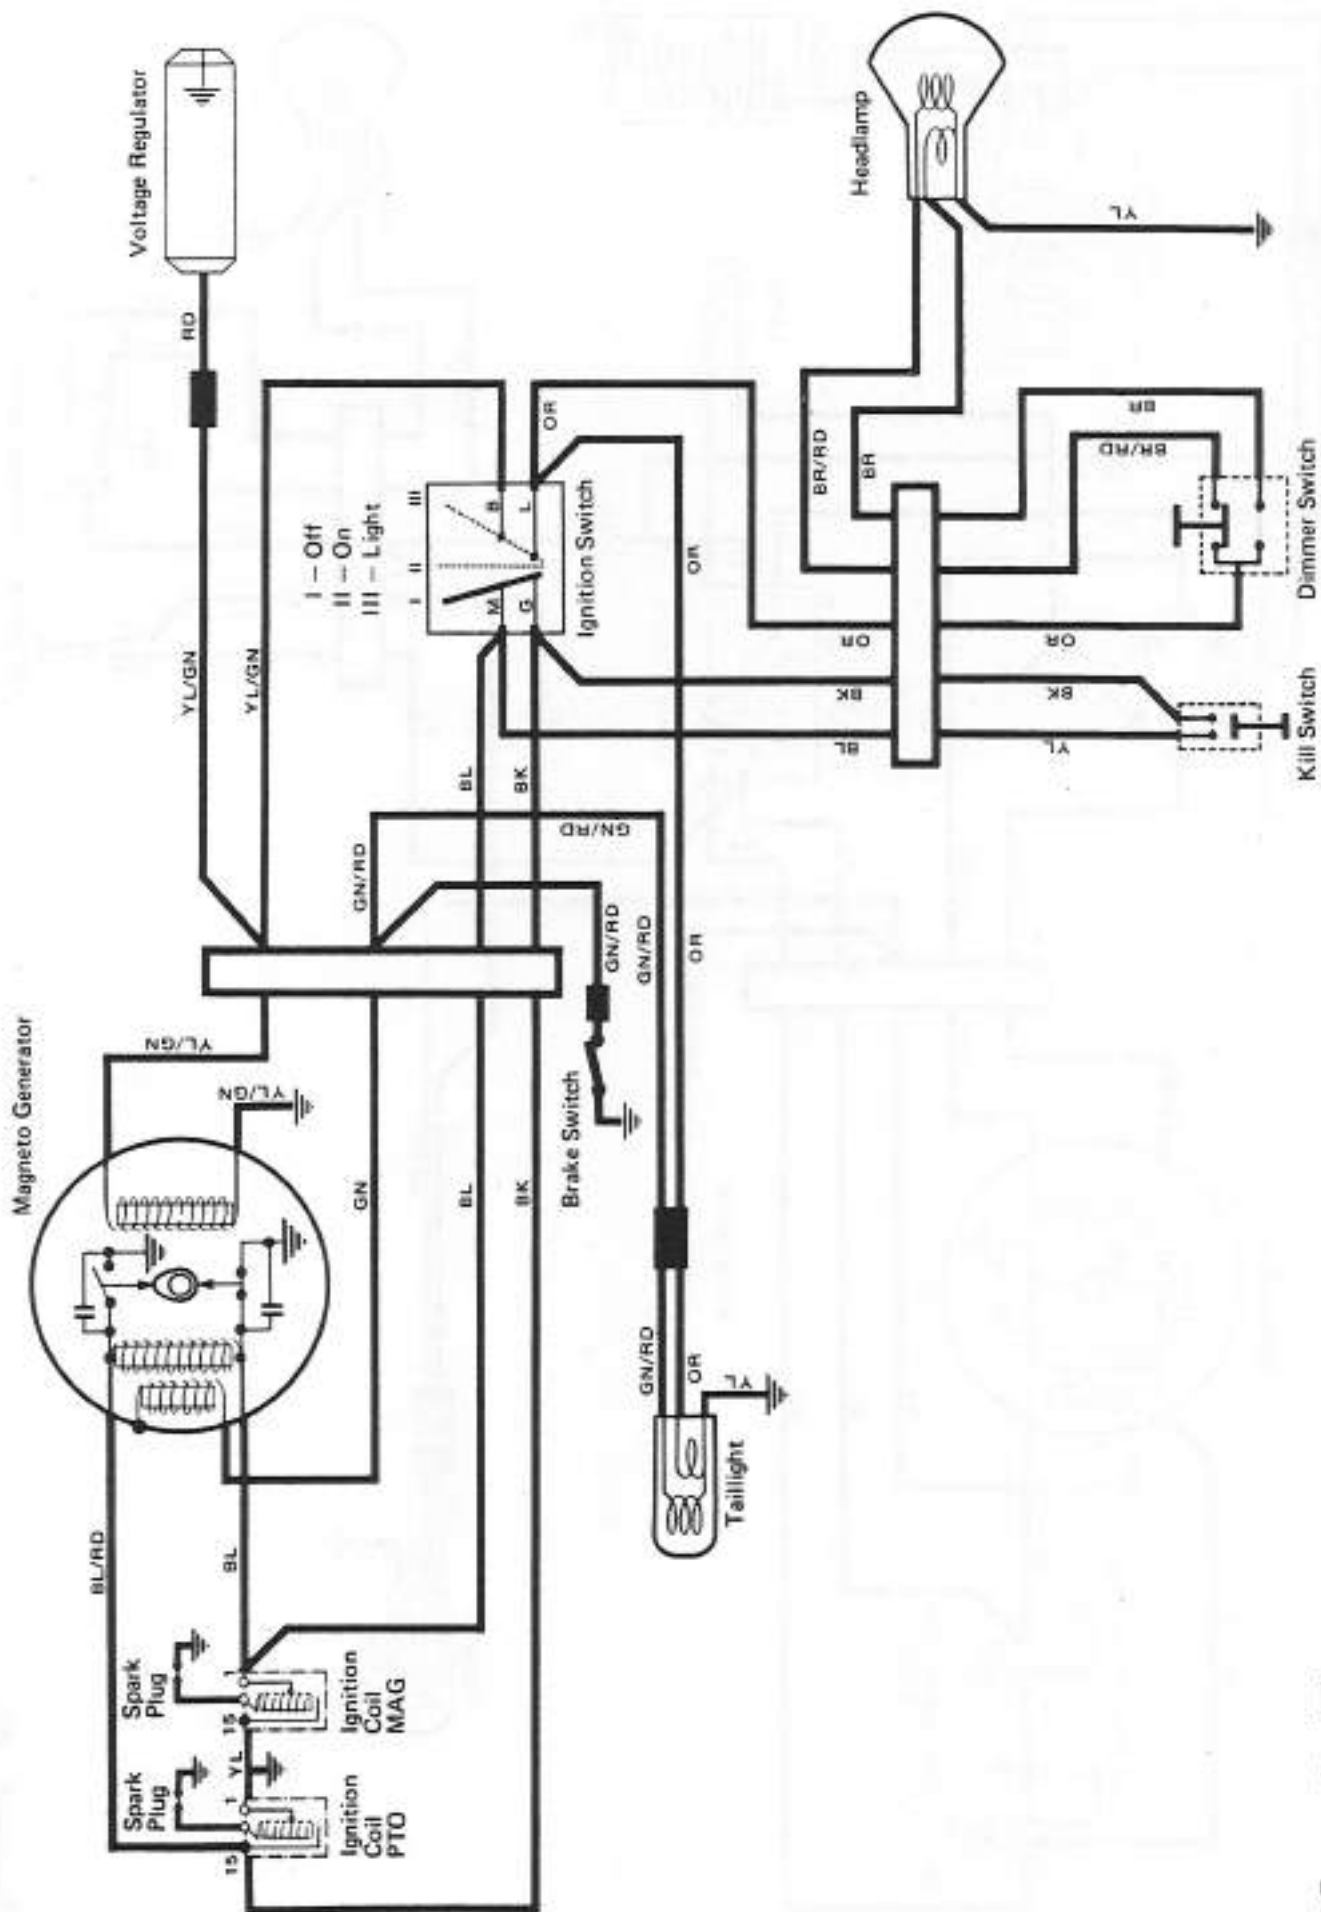 Magneto Generator
Voltage Regulator
RD
YL/GN
YL/GN
YL/GN
YL/GN
I – Off
II – On
III – Light
I
II
III
M
B
G
L
Ignition Switch
OR
OR
OR
BL/RD
BL
GN
BL
BK
GN/RD
BL
BK
GN/RD
GN/RD
GN/RD
Brake Switch
GN/RD
OR
YL
Taillight
Spark
Plug
Spark
Plug
1
15
YL
1
15
Ignition
Coil
MAG
Ignition
Coil
PTO
Headlamp
YL
BR/RD
BR
BR
BR/RD
OR
OR
BK
BK
BL
YL
Dimmer Switch
Kill Switch